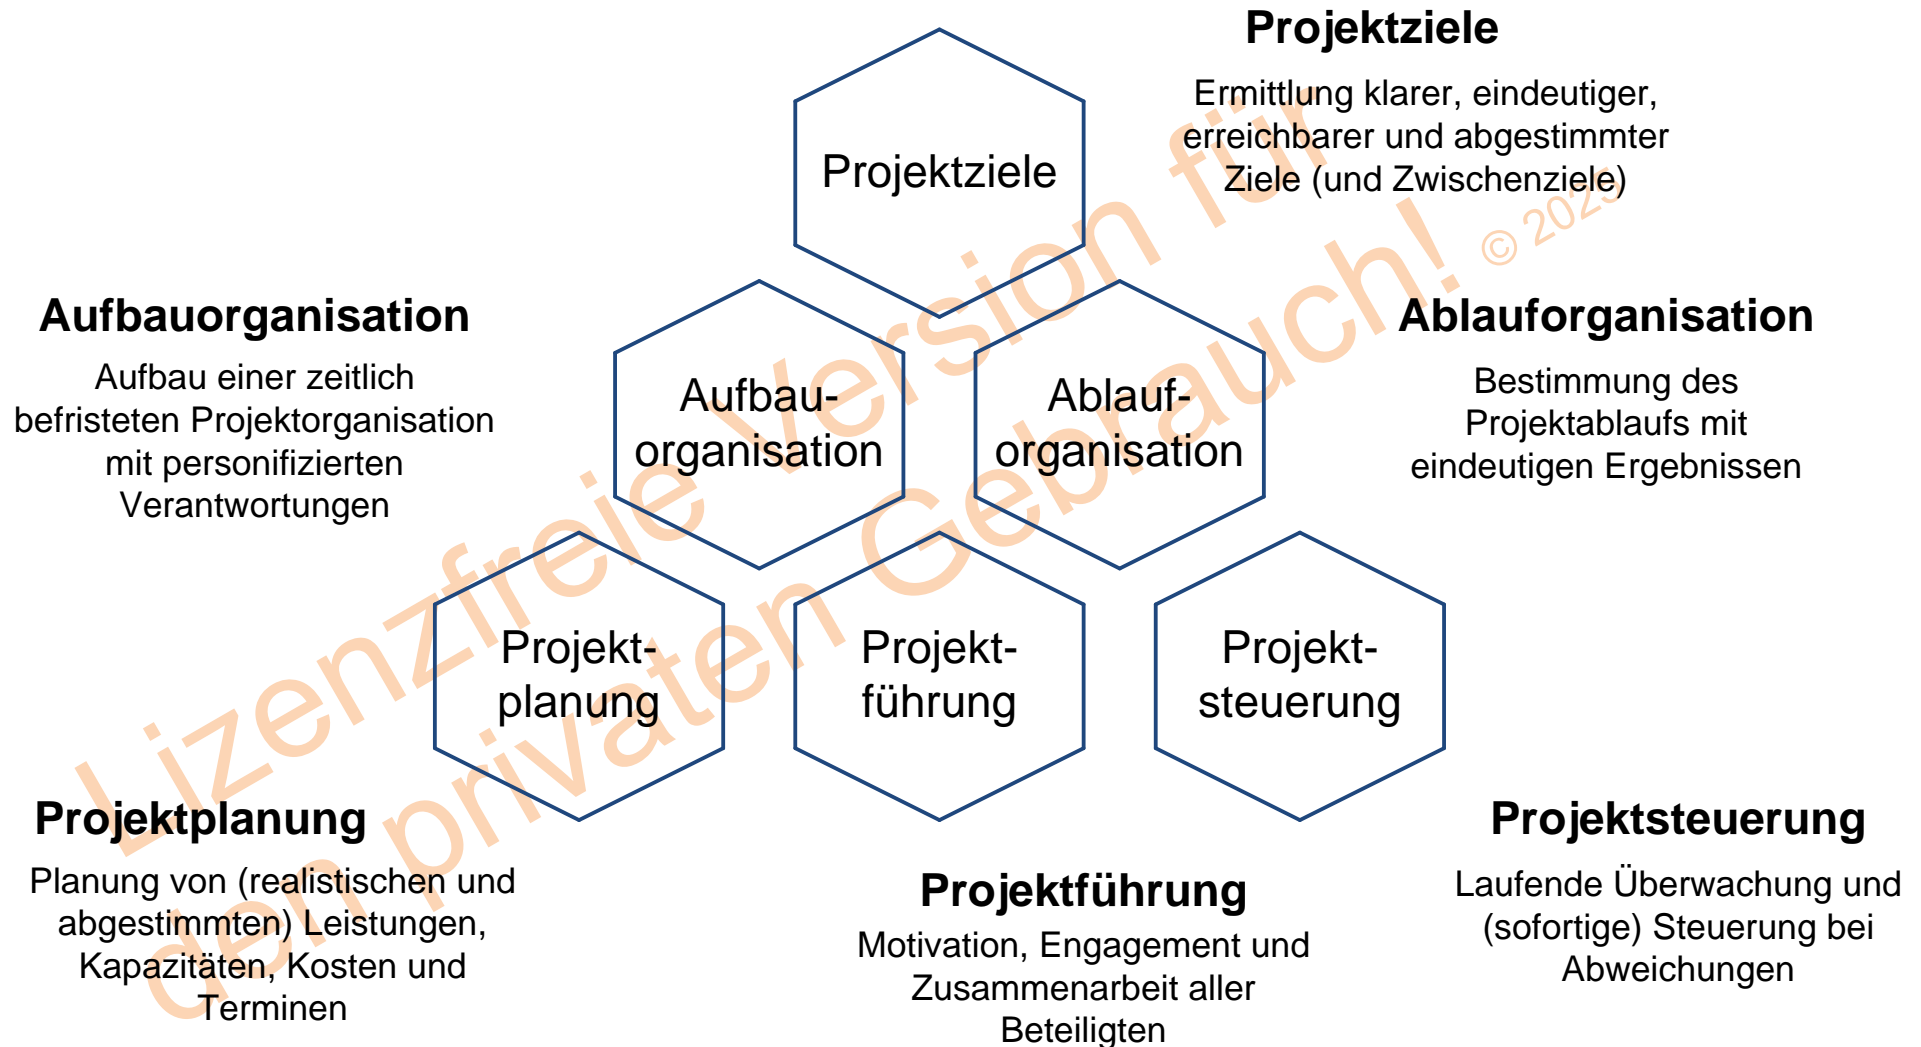 Projektziele
Ermittlung klarer, eindeutiger,
erreichbarer und abgestimmter
Ziele (und Zwischenziele)
Projektziele
Aufbauorganisation
Aufbau einer zeitlich
befristeten Projektorganisation
mit personifizierten
Verantwortungen
Aufbau-
organisation
Ablauf-
organisation
Ablauforganisation
Bestimmung des
Projektablaufs mit
eindeutigen Ergebnissen
Projekt-
planung
Projekt-
führung
Projekt-
steuerung
Projektplanung
Planung von (realistischen und
abgestimmten) Leistungen,
Kapazitäten, Kosten und
Terminen
Projektführung
Motivation, Engagement und
Zusammenarbeit aller
Beteiligten
Projektsteuerung
Laufende Überwachung und
(sofortige) Steuerung bei
Abweichungen
Lizenzfreie Version für
den privaten Gebrauch! © 2023